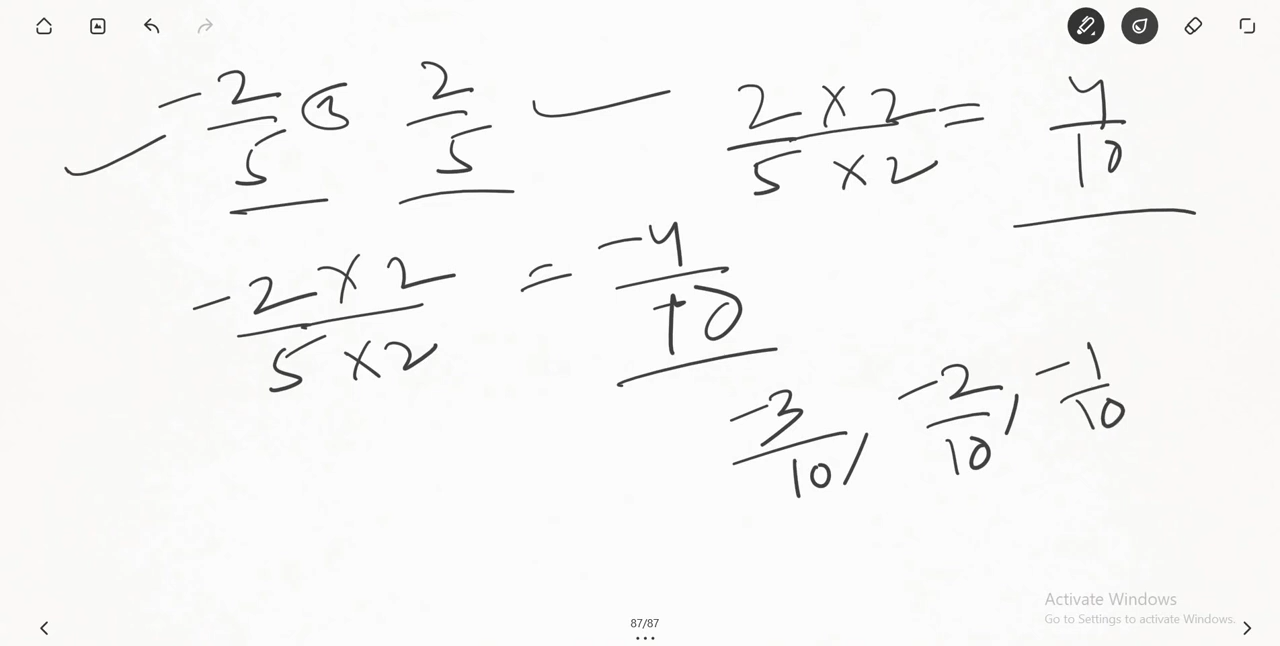 -2/5 3 2/5 2×2/5×2 = 4/10
-2×2/5×2 = -4/10
-3/10, -2/10, -1/10
Activate Windows
Go to Settings to activate Windows.
87/87